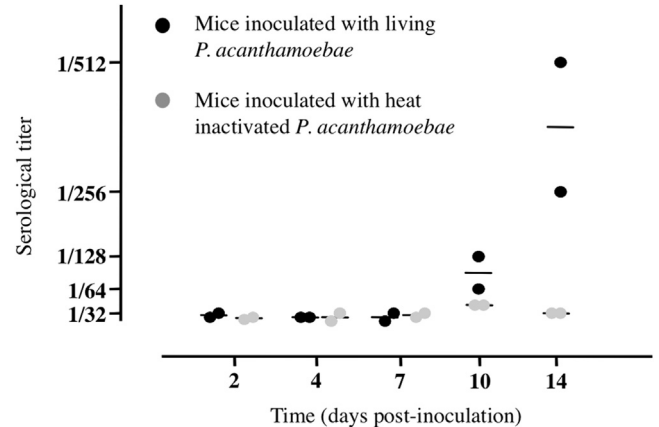 Mice inoculated with living
P. acanthamoebae
Mice inoculated with heat
inactivated P. acanthamoebae
Serological titer
1/512
1/256
1/128
1/64
1/32
2 4 7 10 14
Time (days post-inoculation)